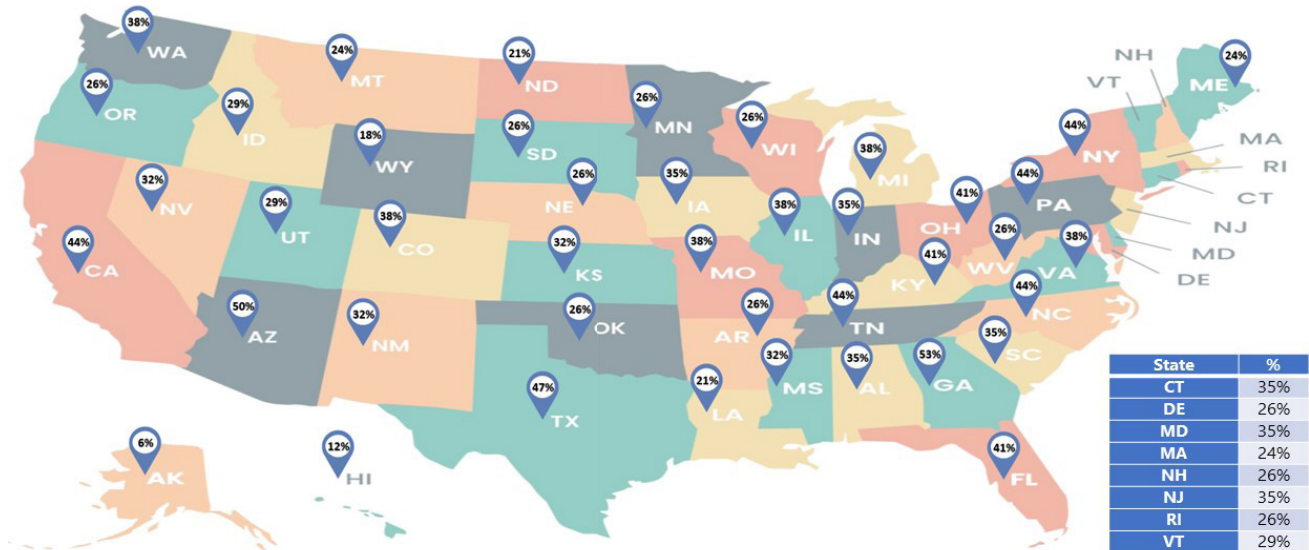 38%
WA
26%
OR
29%
ID
24%
MT
21%
ND
26%
MN
26%
WI
38%
MI
24%
ME
NH
VT
44%
NY
MA
RI
CT
NJ
MD
DE
18%
WY
26%
SD
26%
NE
35%
IA
38%
IL
35%
IN
41%
OH
44%
PA
32%
NV
29%
UT
38%
CO
32%
KS
38%
MO
41%
KY
26%
WV
38%
VA
44%
CA
50%
AZ
32%
NM
26%
OK
26%
AR
44%
TN
44%
NC
35%
SC
47%
TX
21%
LA
32%
MS
35%
AL
53%
GA
41%
FL
6%
AK
12%
HI
State %
CT 35%
DE 26%
MD 35%
MA 24%
NH 26%
NJ 35%
RI 26%
VT 29%